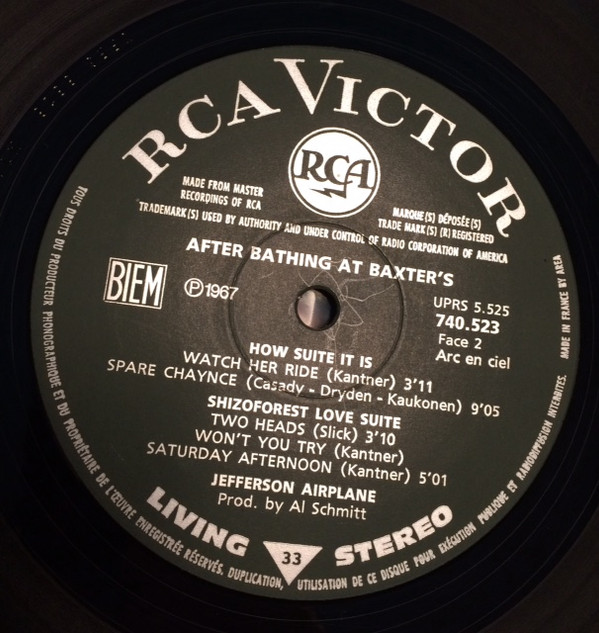 RCA VICTOR
RCA
MADE FROM MASTER
RECORDINGS OF RCA
MARQUE(S) DÉPOSÉE(S)
TRADE MARK(S) (R) REGISTERED
TRADEMARK(S) USED BY AUTHORITY AND UNDER CONTROL OF RADIO CORPORATION OF AMERICA
AFTER BATHING AT BAXTER'S
BIEM
℗1967
UPRS 5.525
740.523
Face 2
Arc en ciel
HOW SUITE IT IS
WATCH HER RIDE (Kantner) 3'11
SPARE CHAYNCE (Casady - Dryden - Kaukonen) 9'05
SHIZOFOREST LOVE SUITE
TWO HEADS (Slick) 3'10
WON'T YOU TRY (Kantner)
SATURDAY AFTERNOON (Kantner) 5'01
JEFFERSON AIRPLANE
Prod. by Al Schmitt
LIVING 33 STEREO
TOUS DROITS DU PRODUCTEUR PHONOGRAPHIQUE ET DU PROPRIÉTAIRE DE L'ŒUVRE ENREGISTRÉE RÉSERVÉS. DUPLICATION, UTILISATION DE CE DISQUE POUR EXÉCUTION PUBLIQUE ET RADIODIFFUSION INTERDITES.
MADE IN FRANCE BY AREA